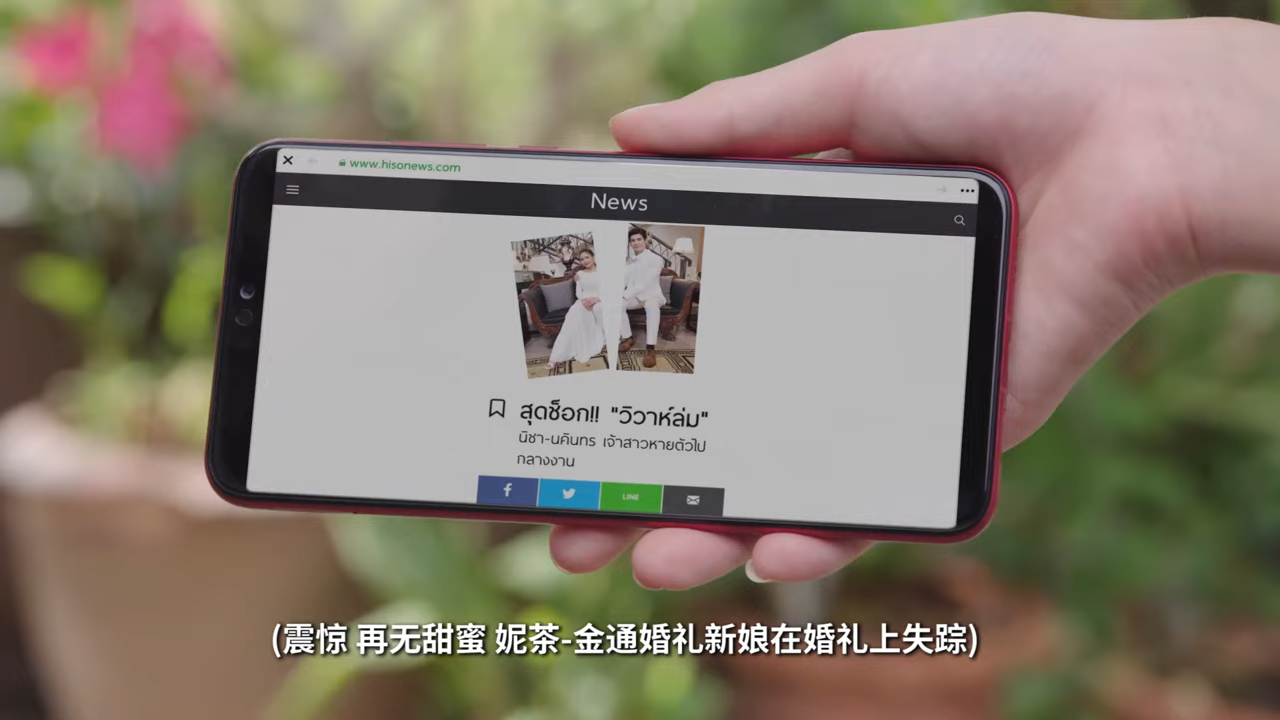 www.hisonews.com
News
สุดช็อก!! "วิวาห์ล่ม"
นิชา-นคินทร เจ้าสาวหายตัวไป
กลางงาน
LINE
(震惊 再无甜蜜 妮茶-金通婚礼新娘在婚礼上失踪)